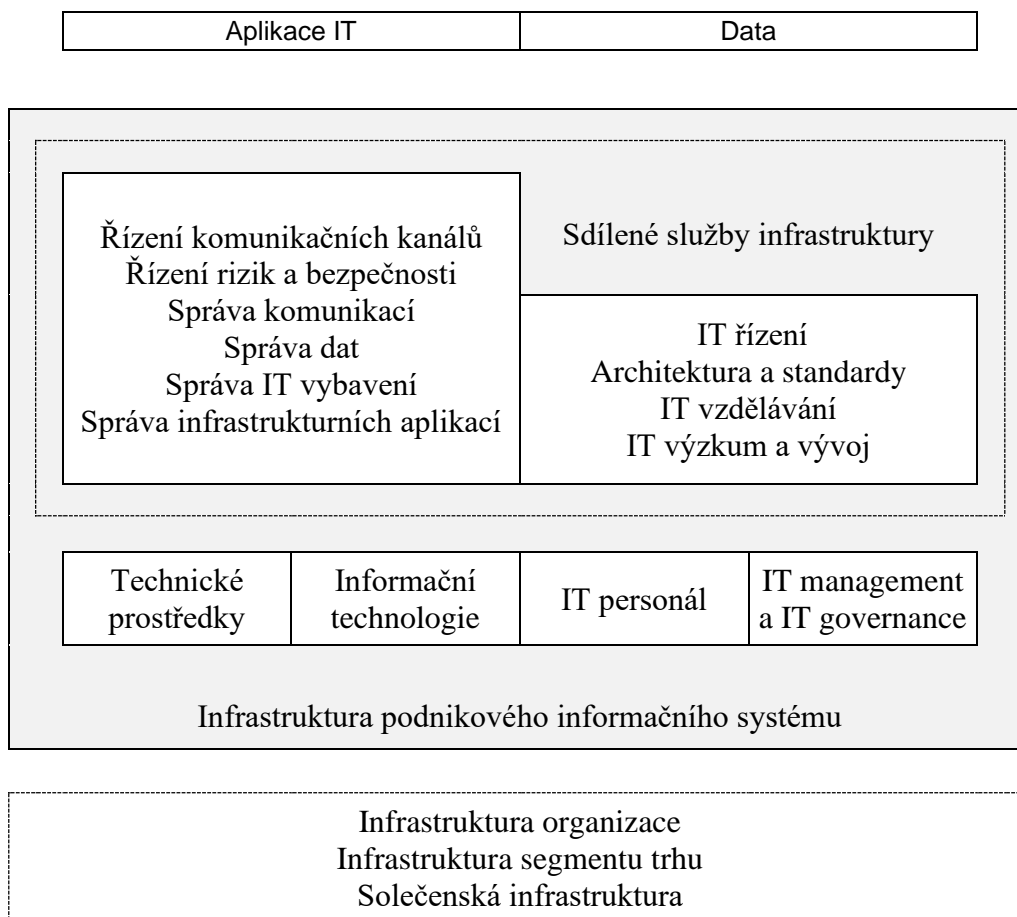 Aplikace IT
Data
Řízení komunikačních kanálů
Řízení rizik a bezpečnosti
Správa komunikací
Správa dat
Správa IT vybavení
Správa infrastrukturních aplikací
Sdílené služby infrastruktury
IT řízení
Architektura a standardy
IT vzdělávání
IT výzkum a vývoj
Technické
prostředky
Informační
technologie
IT personál
IT management
a IT governance
Infrastruktura podnikového informačního systému
Infrastruktura organizace
Infrastruktura segmentu trhu
Solečenská infrastruktura